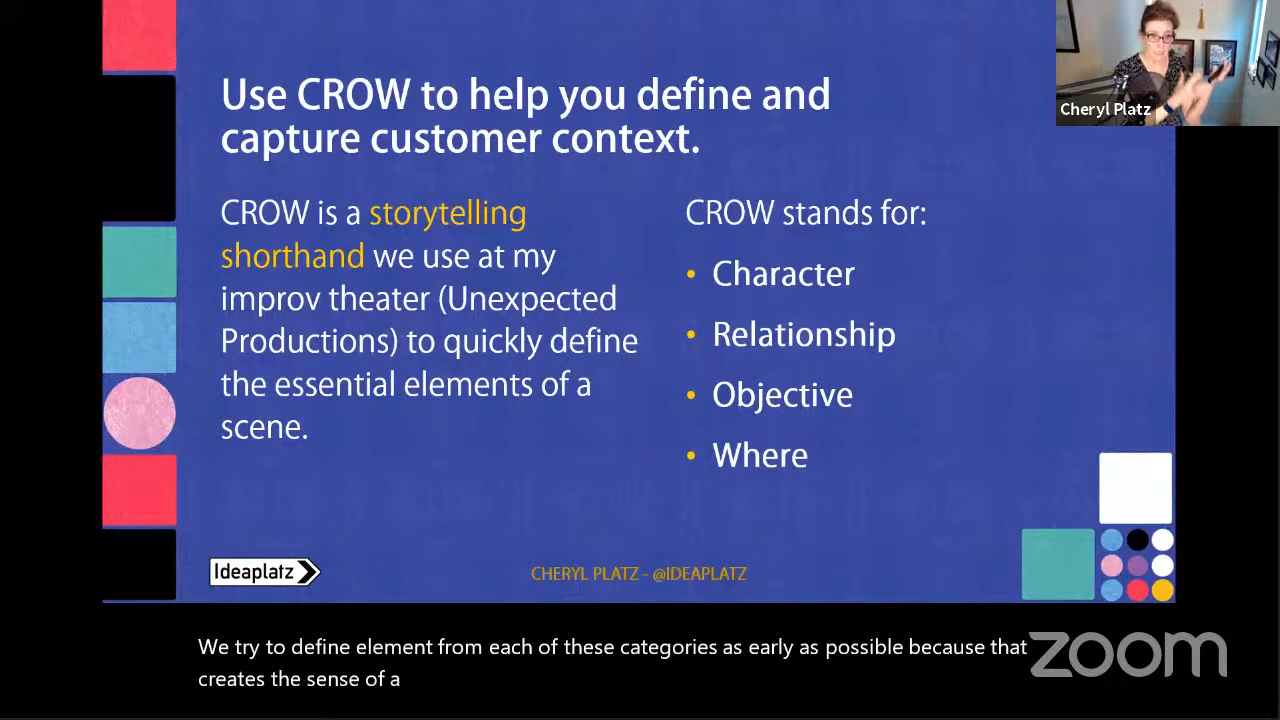 Use CROW to help you define and
capture customer context.
CROW is a storytelling
shorthand we use at my
improv theater (Unexpected
Productions) to quickly define
the essential elements of a
scene.
CROW stands for:
• Character
• Relationship
• Objective
• Where
Cheryl Platz
Ideaplatz
CHERYL PLATZ - @IDEAPLATZ
We try to define element from each of these categories as early as possible because that
creates the sense of a
zoom